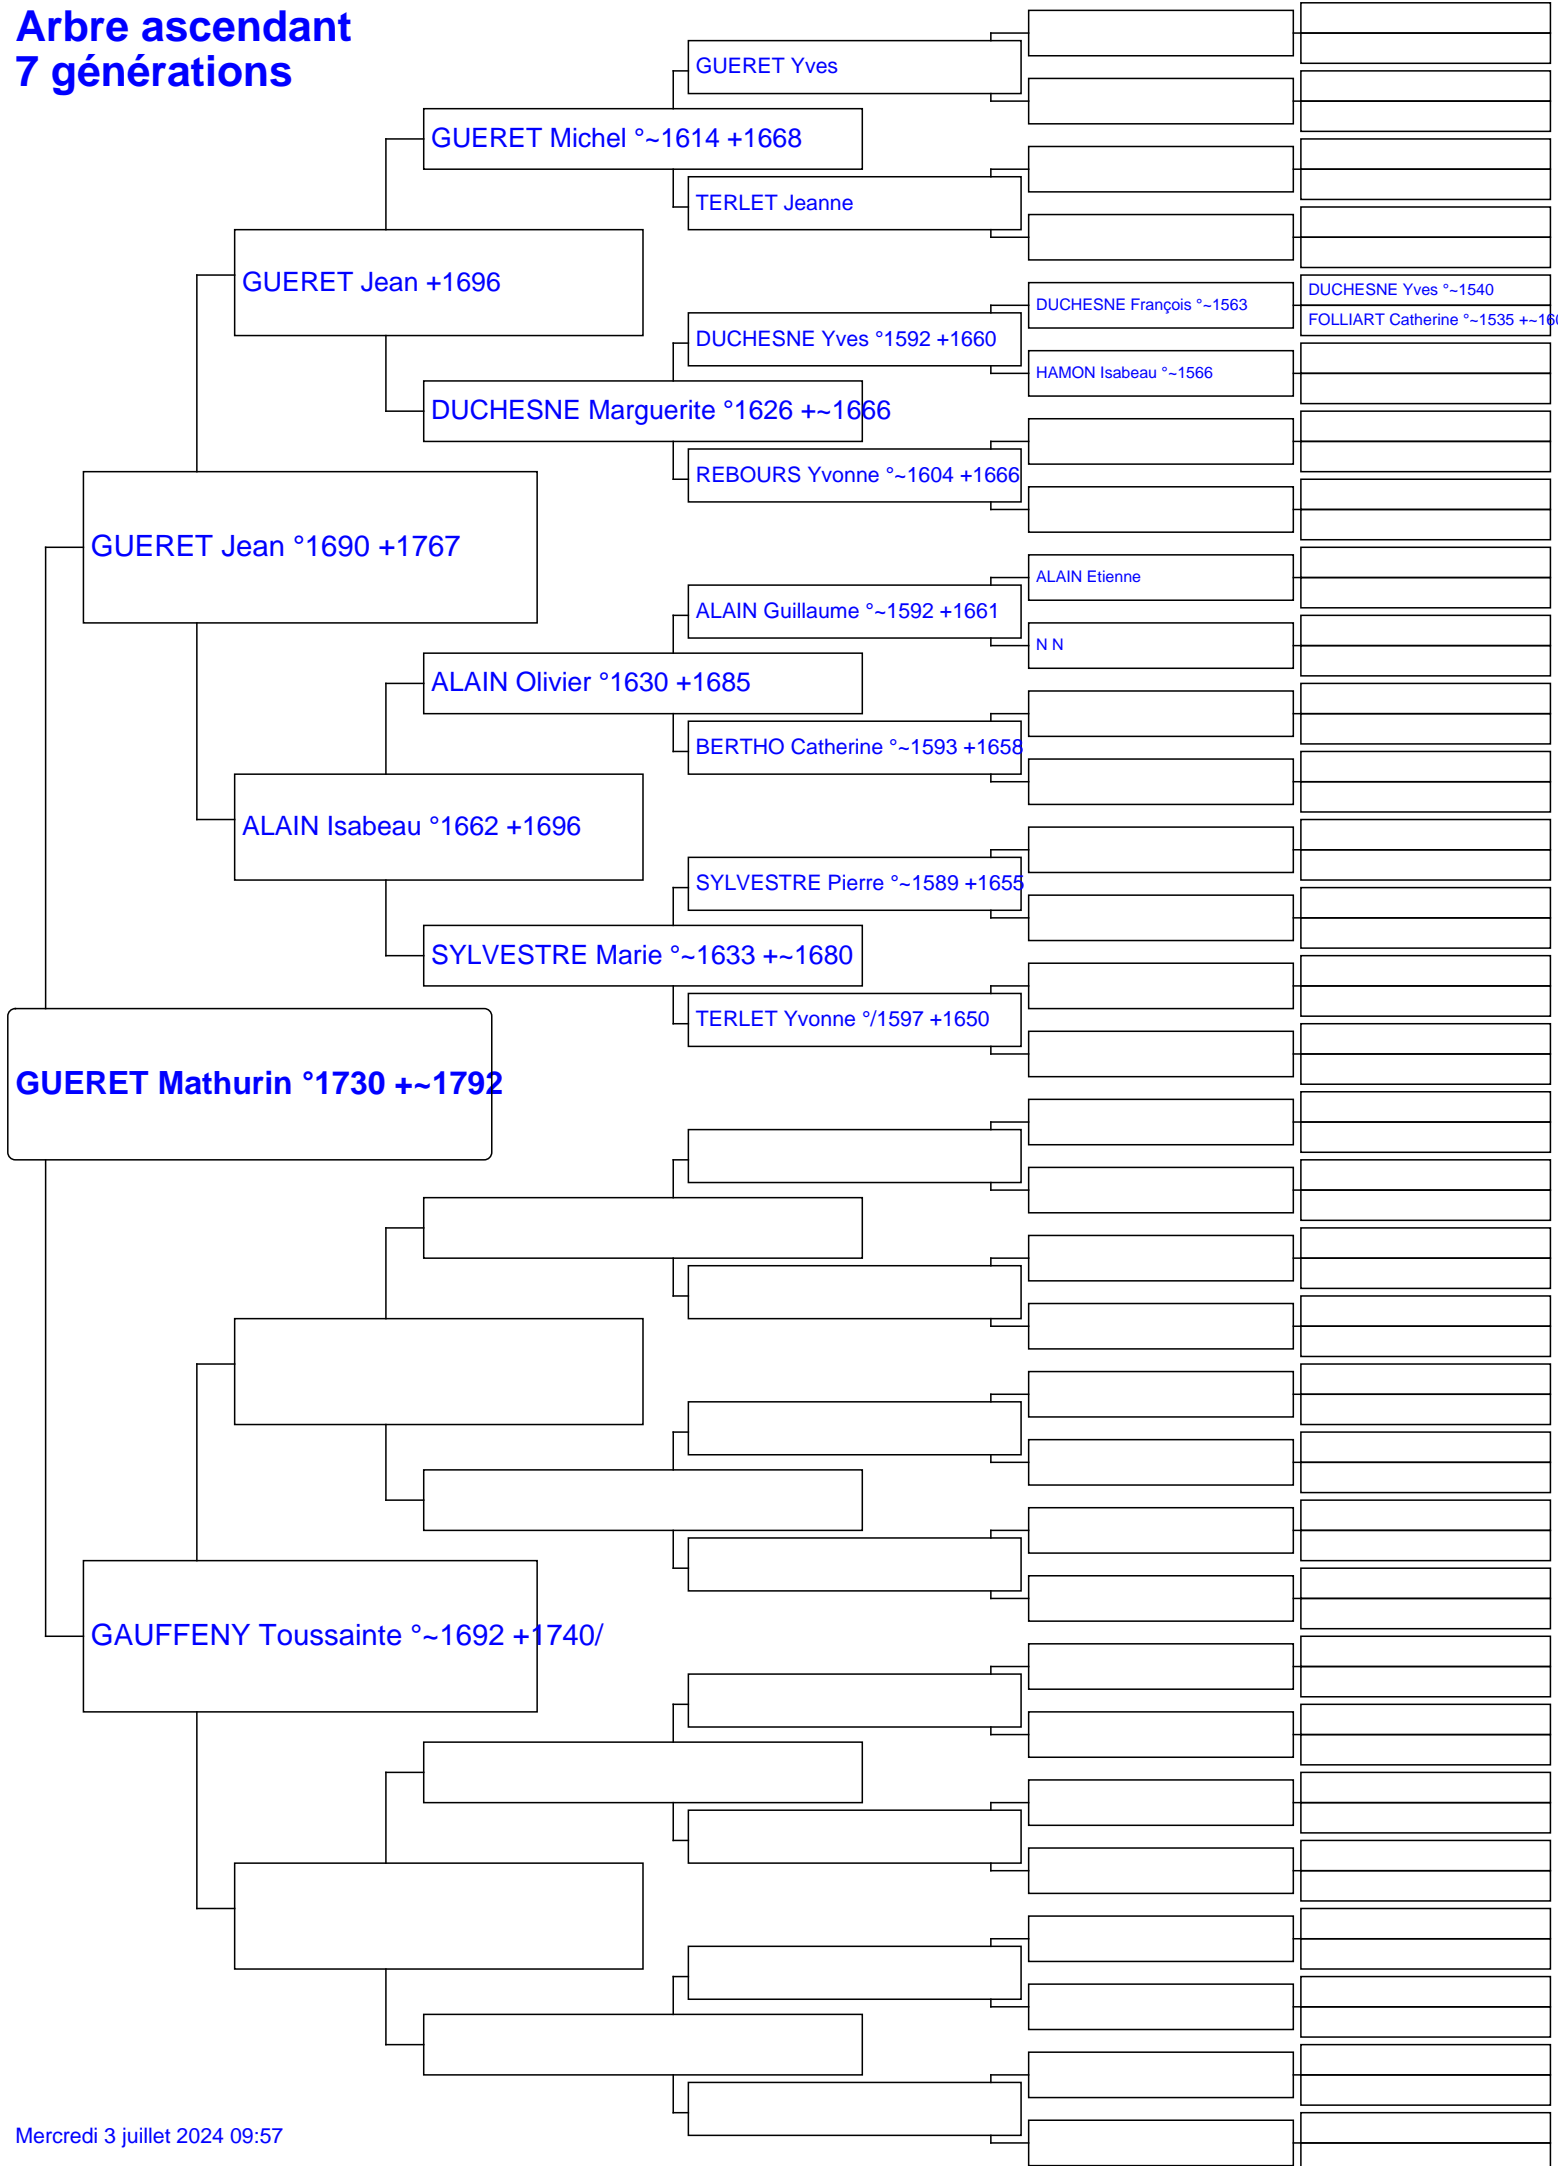 Arbre ascendant
7 générations
GUERET Yves
GUERET Michel °~1614 +1668
TERLET Jeanne
GUERET Jean +1696
DUCHESNE Yves °~1540
DUCHESNE François °~1563
FOLLIART Catherine °~1535 +~16
DUCHESNE Yves °1592 +1660
HAMON Isabeau °~1566
DUCHESNE Marguerite °1626 +~1666
REBOURS Yvonne °~1604 +1666
GUERET Jean °1690 +1767
ALAIN Etienne
ALAIN Guillaume °~1592 +1661
N N
ALAIN Olivier °1630 +1685
BERTHO Catherine °~1593 +1658
ALAIN Isabeau °1662 +1696
SYLVESTRE Pierre °~1589 +1655
SYLVESTRE Marie °~1633 +~1680
TERLET Yvonne °/1597 +1650
GUERET Mathurin °1730 +~1792
GAUFFENY Toussainte °~1692 +1740/
Mercredi 3 juillet 2024 09:57